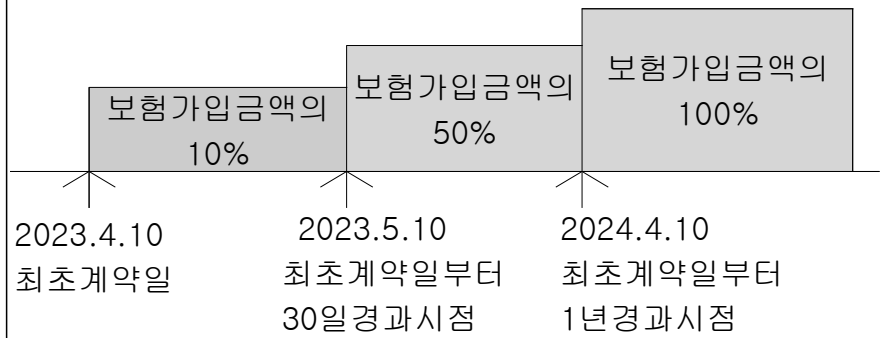 보험가입금액의
10%
보험가입금액의
50%
보험가입금액의
100%
2023.4.10
최초계약일
2023.5.10
최초계약일부터
30일경과시점
2024.4.10
최초계약일부터
1년경과시점